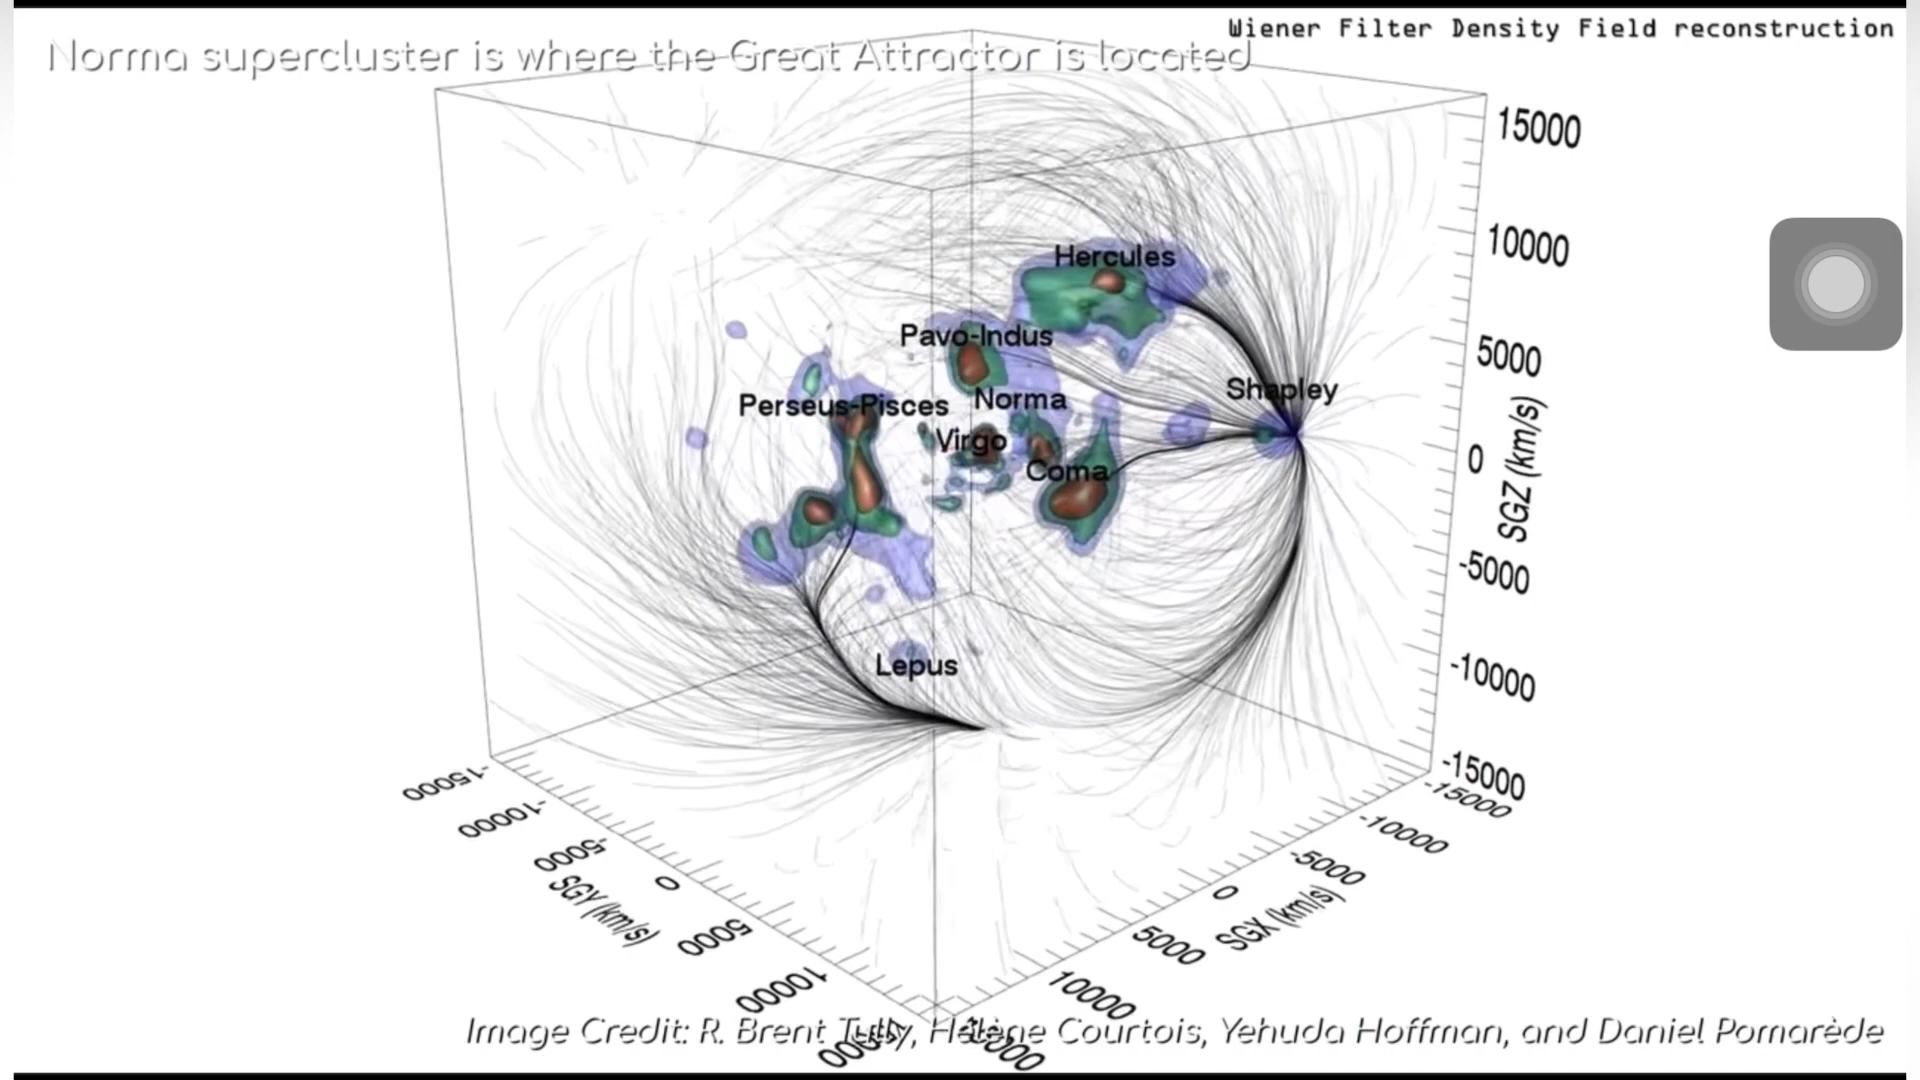 Wiener Filter Density Field reconstruction
Norma supercluster is where the Great Attractor is located
15000
10000
Hercules
Pavo-Indus
5000
Shapley
Perseus-Pisces
Norma
Virgo
Coma
0
SGZ (km/s)
-5000
Lepus
-10000
-15000
-15000
-15000
-10000
-10000
-5000
-5000
0
0
SGY (km/s)
SGX (km/s)
5000
5000
10000
10000
Image Credit: R. Brent Tully, Hélène Courtois, Yehuda Hoffman, and Daniel Pomarède